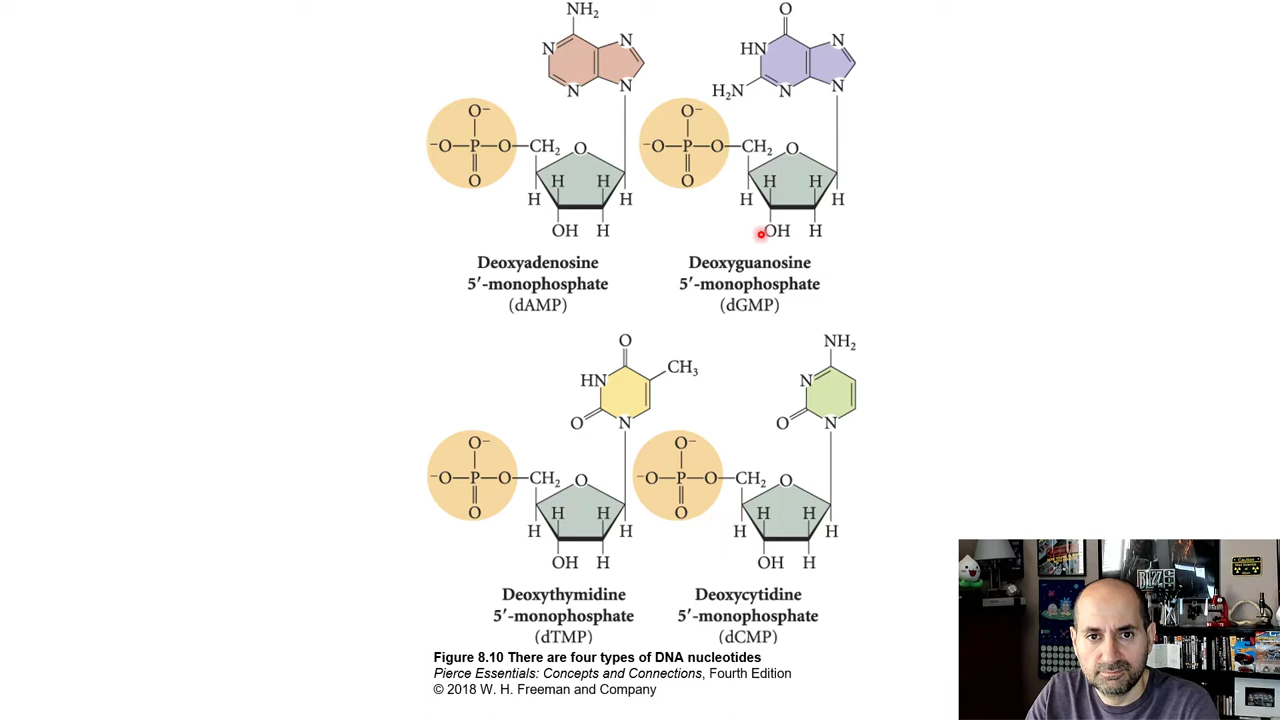 NH₂
N
N
N
N
O⁻
⁻O—P—O—CH₂ O
O
H H
H H
OH H
Deoxyadenosine
5′-monophosphate
(dAMP)
O
HN
N
H₂N
N
N
O⁻
⁻O—P—O—CH₂ O
O
H H
H H
OH H
Deoxyguanosine
5′-monophosphate
(dGMP)
O
CH₃
HN
O
N
O⁻
⁻O—P—O—CH₂ O
O
H H
H H
OH H
Deoxythymidine
5′-monophosphate
(dTMP)
NH₂
N
O
N
O⁻
⁻O—P—O—CH₂ O
O
H H
H H
OH H
Deoxycytidine
5′-monophosphate
(dCMP)
Figure 8.10 There are four types of DNA nucleotides
Pierce Essentials: Concepts and Connections, Fourth Edition
© 2018 W. H. Freeman and Company